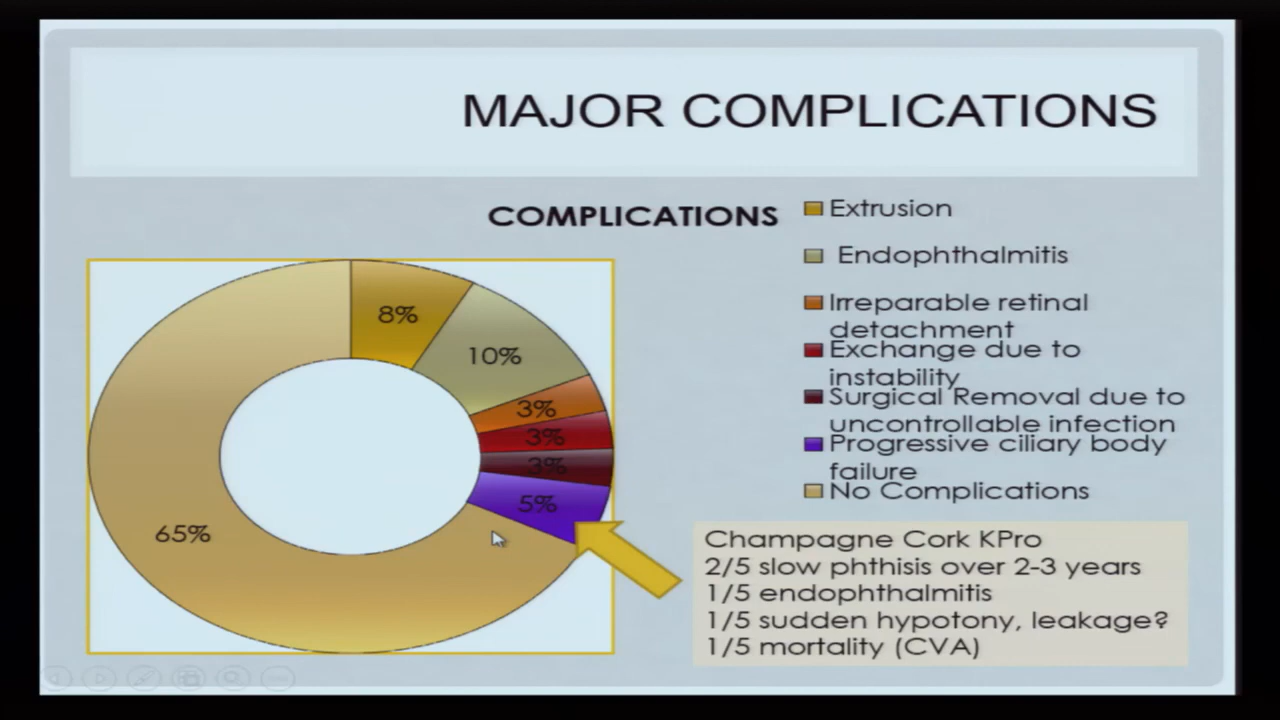 MAJOR COMPLICATIONS
COMPLICATIONS
8%
10%
3%
3%
3%
5%
65%
Extrusion
Endophthalmitis
Irreparable retinal
detachment
Exchange due to
instability
Surgical Removal due to
uncontrollable infection
Progressive ciliary body
failure
No Complications
Champagne Cork KPro
2/5 slow phthisis over 2-3 years
1/5 endophthalmitis
1/5 sudden hypotony, leakage?
1/5 mortality (CVA)